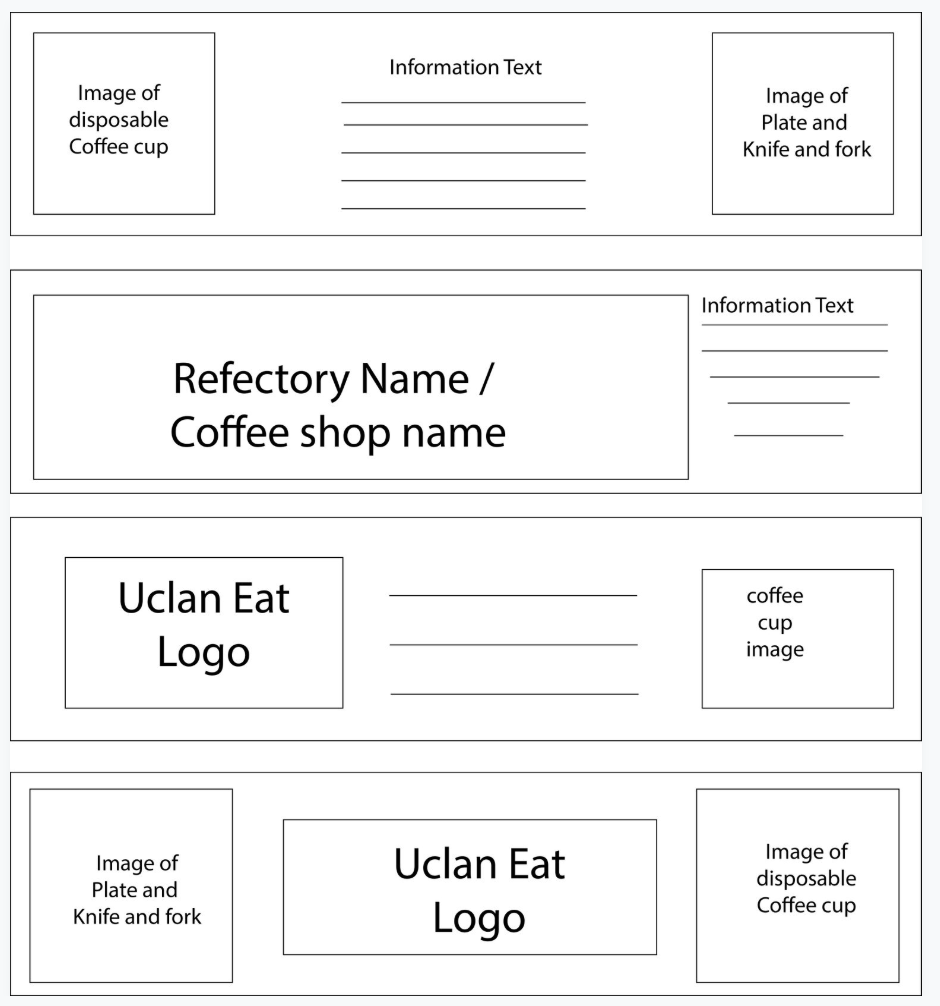 Image of
disposable
Coffee cup
Information Text
Image of
Plate and
Knife and fork
Refectory Name /
Coffee shop name
Information Text
Uclan Eat
Logo
coffee
cup
image
Image of
Plate and
Knife and fork
Uclan Eat
Logo
Image of
disposable
Coffee cup